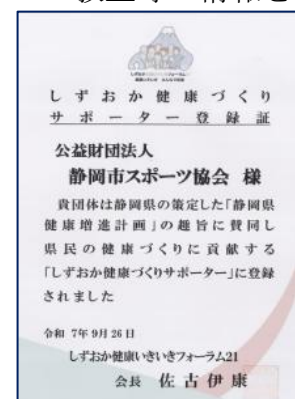 しずおか健康づくり
サポーター登録証
公益財団法人
静岡市スポーツ協会 様
貴団体は静岡県の策定した「静岡県
健康増進計画」の趣旨に賛同し
県民の健康づくりに貢献する
「しずおか健康づくりサポーター」に登録
されました
令和 7年 9月 26日
しずおか健康いきいきフォーラム21
会長 佐古伊康